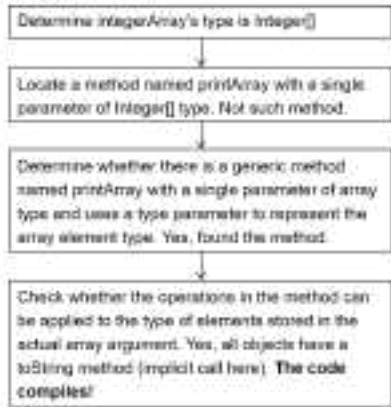 Determine integerArray's type is Integer[]
Locate a method named printArray with a single
parameter of Integer[] type. Not such method.
Determine whether there is a generic method
named printArray with a single parameter of array
type and uses a type parameter to represent the
array element type. Yes, found the method.
Check whether the operations in the method can
be applied to the type of elements stored in the
actual array argument. Yes, all objects have a
toString method (implicit call here). The code
compiles!